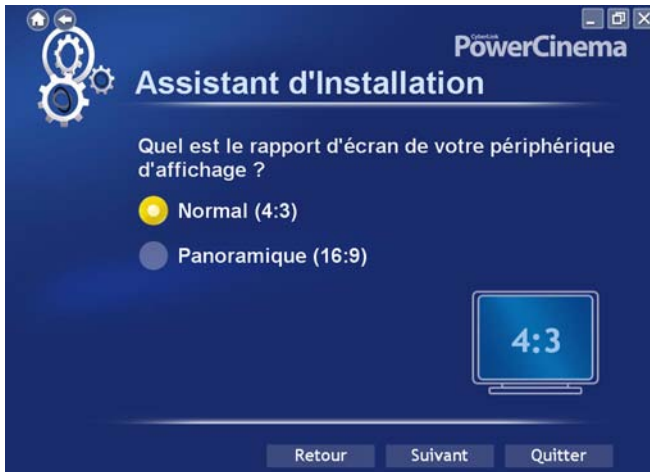 CyberLink
PowerCinema
Assistant d'Installation
Quel est le rapport d'écran de votre périphérique
d'affichage ?
Normal (4:3)
Panoramique (16:9)
4:3
Retour Suivant Quitter